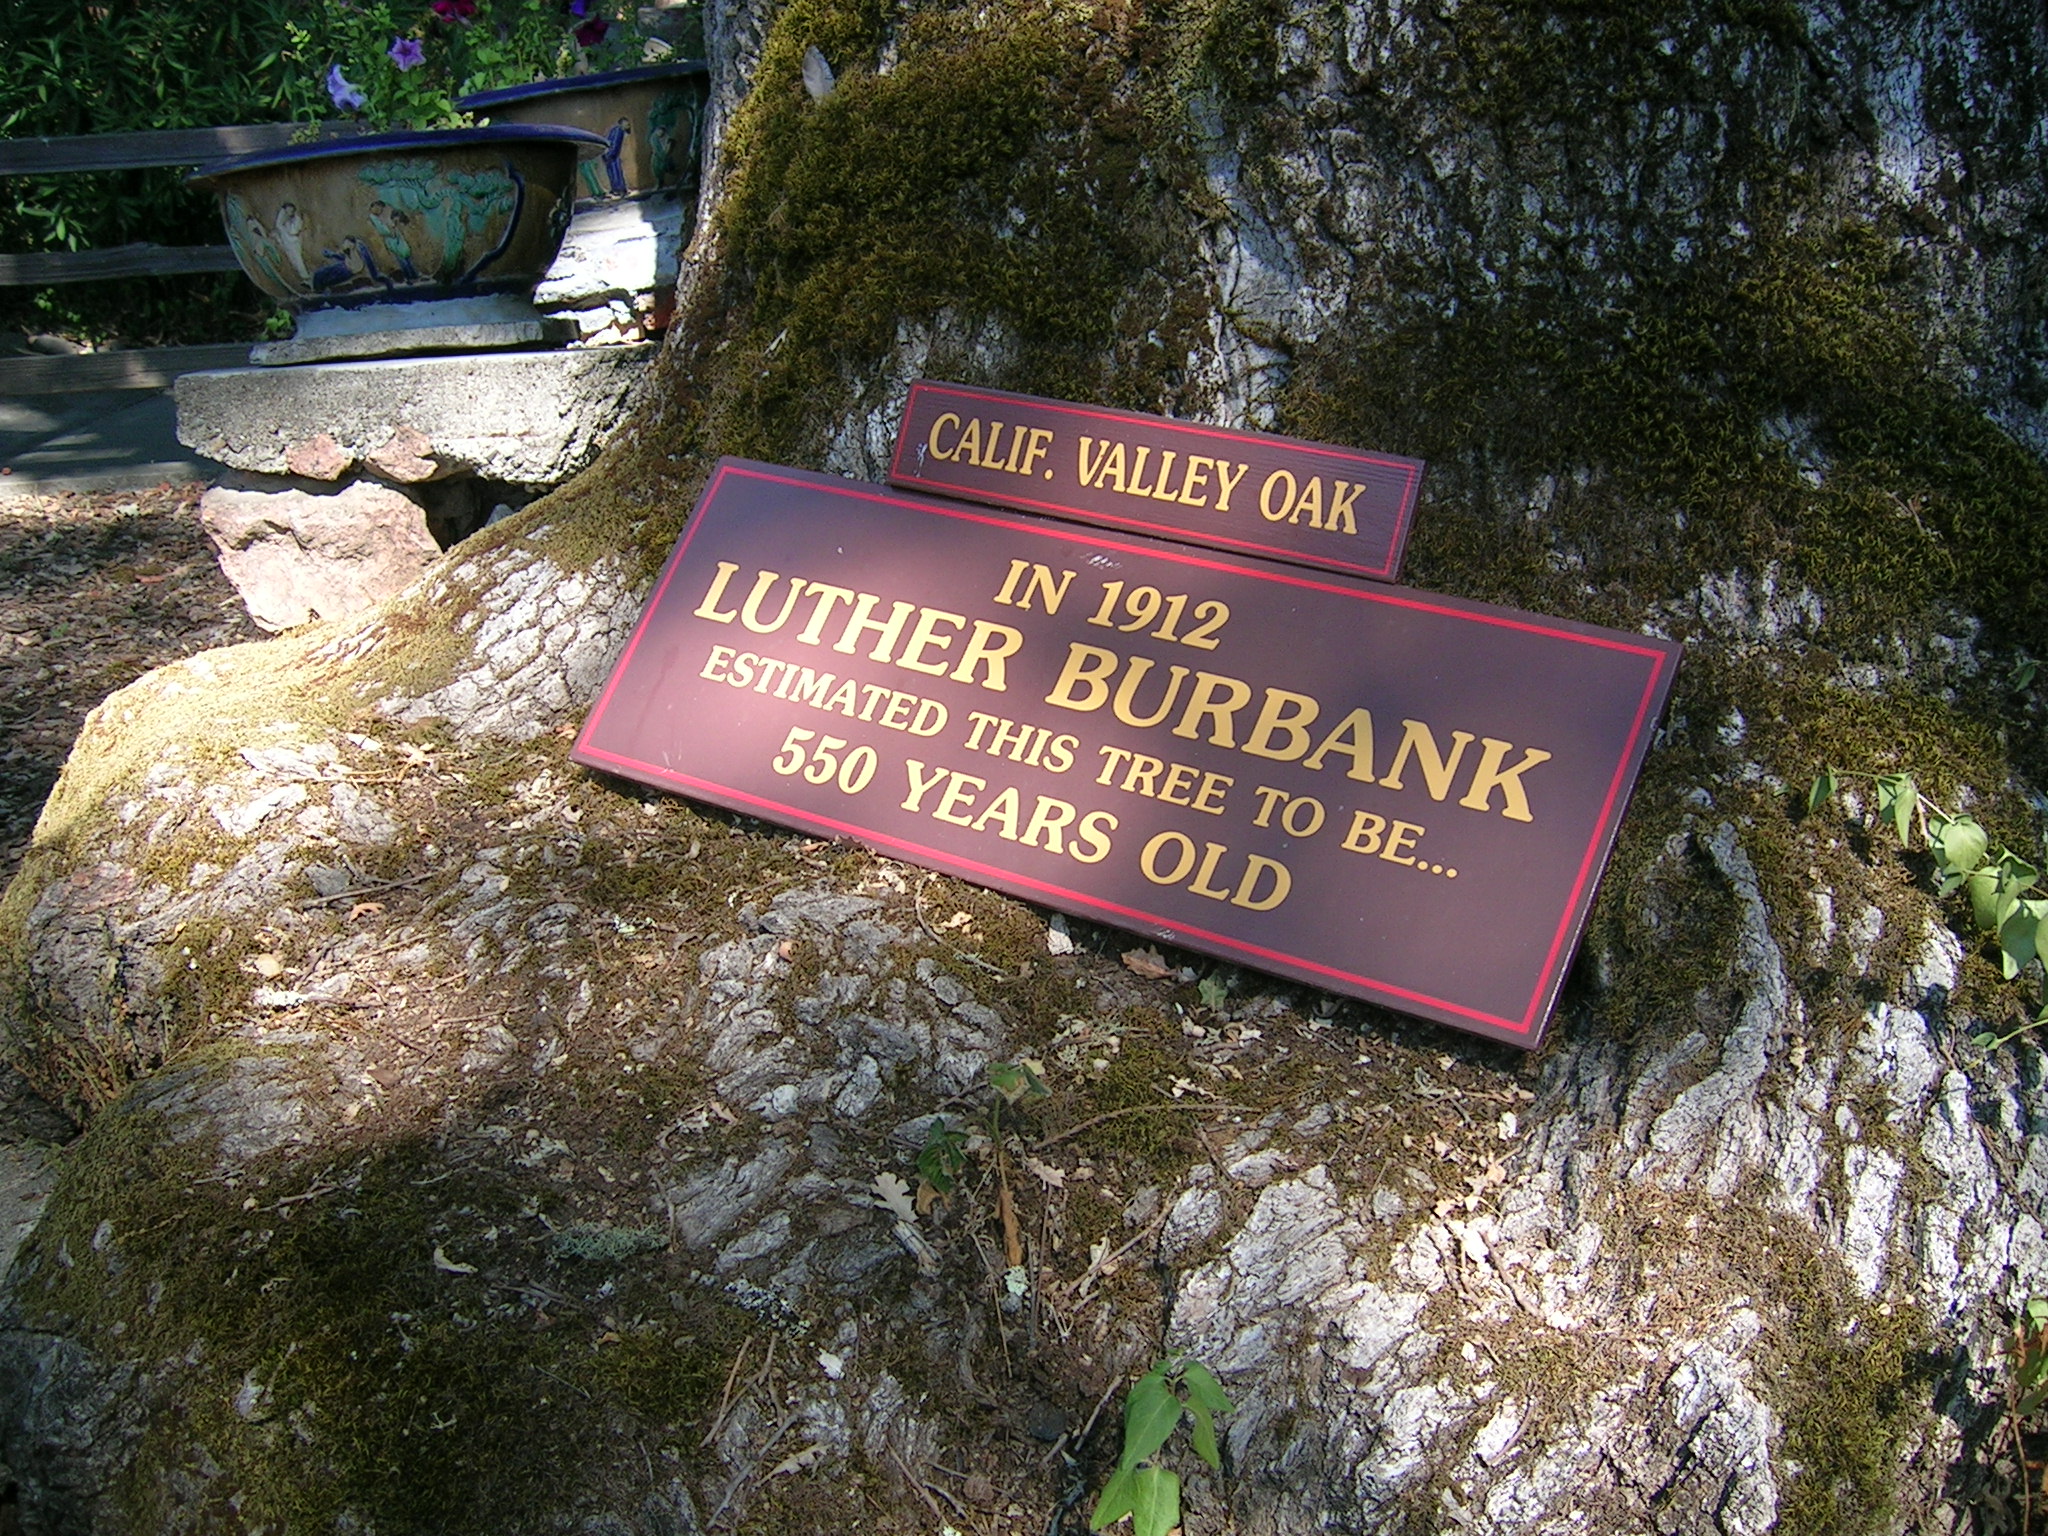 CALIF. VALLEY OAK
IN 1912
LUTHER BURBANK
ESTIMATED THIS TREE TO BE...
550 YEARS OLD